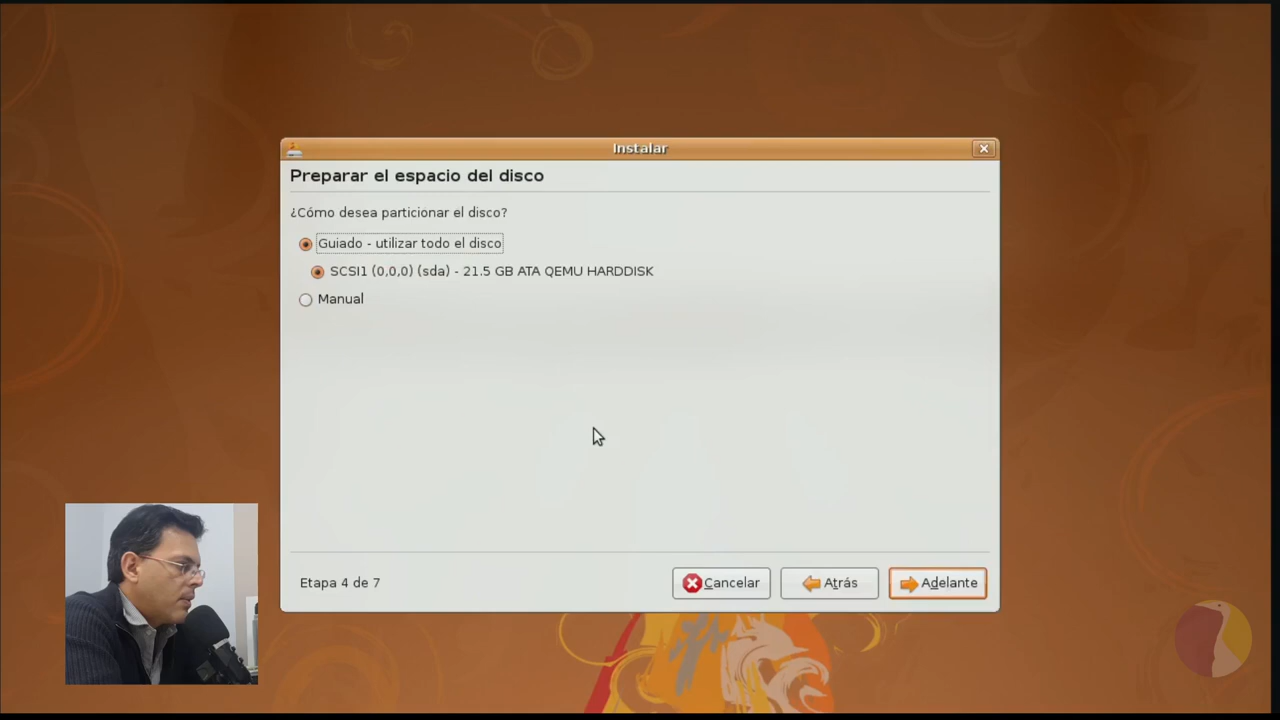 Instalar
Preparar el espacio del disco
¿Cómo desea particionar el disco?
Guiado - utilizar todo el disco
SCSI1 (0,0,0) (sda) - 21.5 GB ATA QEMU HARDDISK
Manual
Etapa 4 de 7
Cancelar
Atrás
Adelante